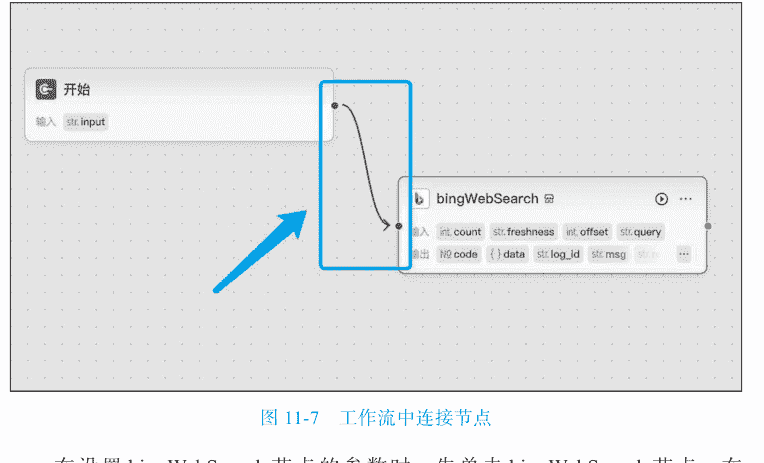 开始
输入 str. input
bingWebSearch
输入 int. count str. freshness int. offset str. query
输出 code { } data str. log_id str. msg
图 11-7 工作流中连接节点